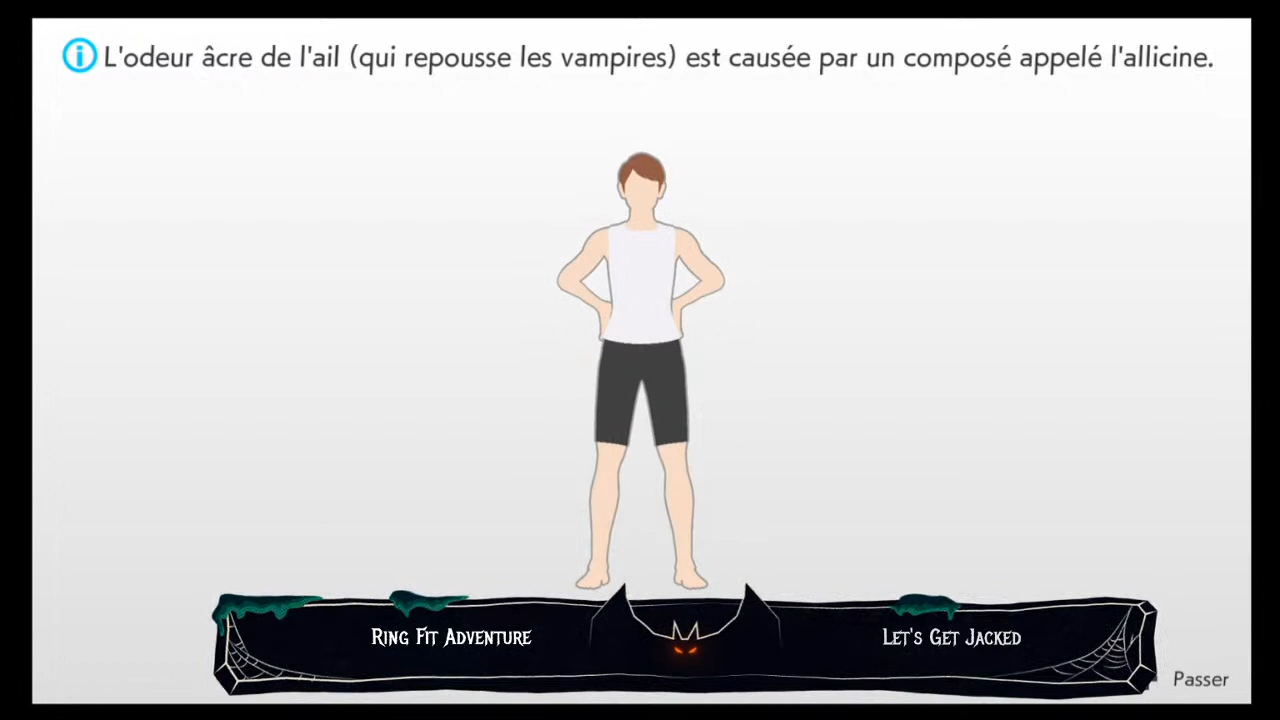 L'odeur âcre de l'ail (qui repousse les vampires) est causée par un composé appelé l'allicine.
Ring Fit Adventure
Let's Get Jacked
Passer